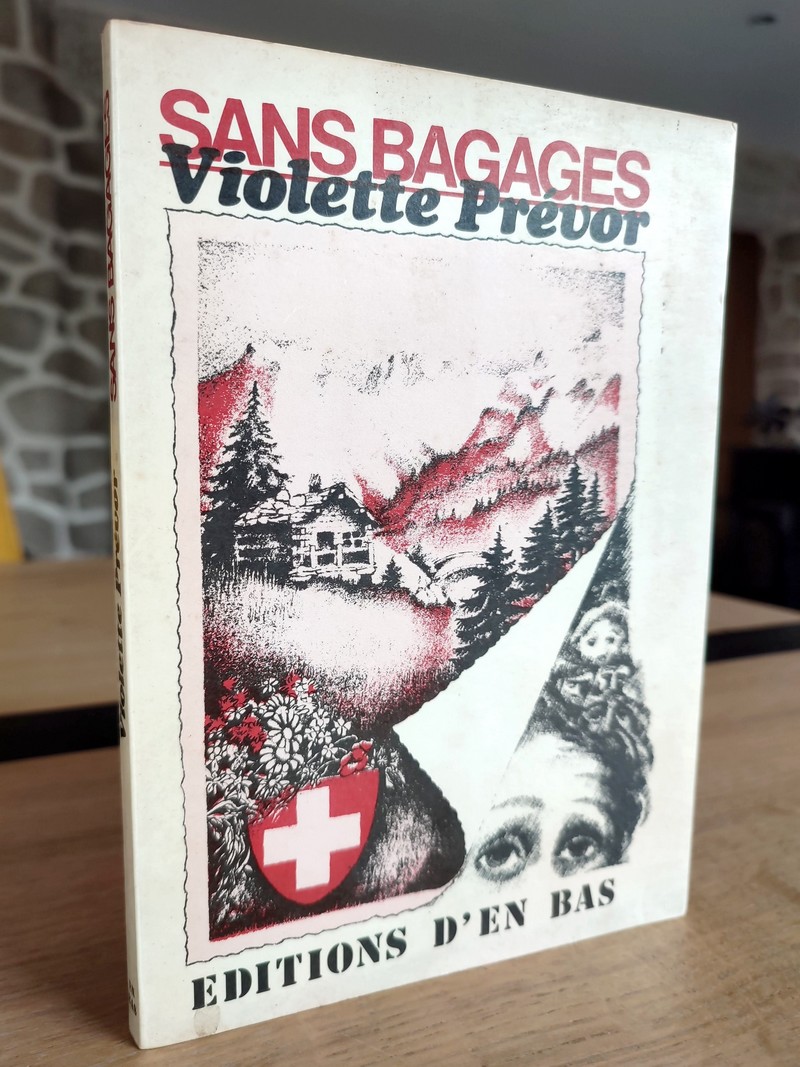 SANS BAGAGES
Violette Prévor
EDITIONS D'EN BAS
SANS BAGAGES
Violette Prévor